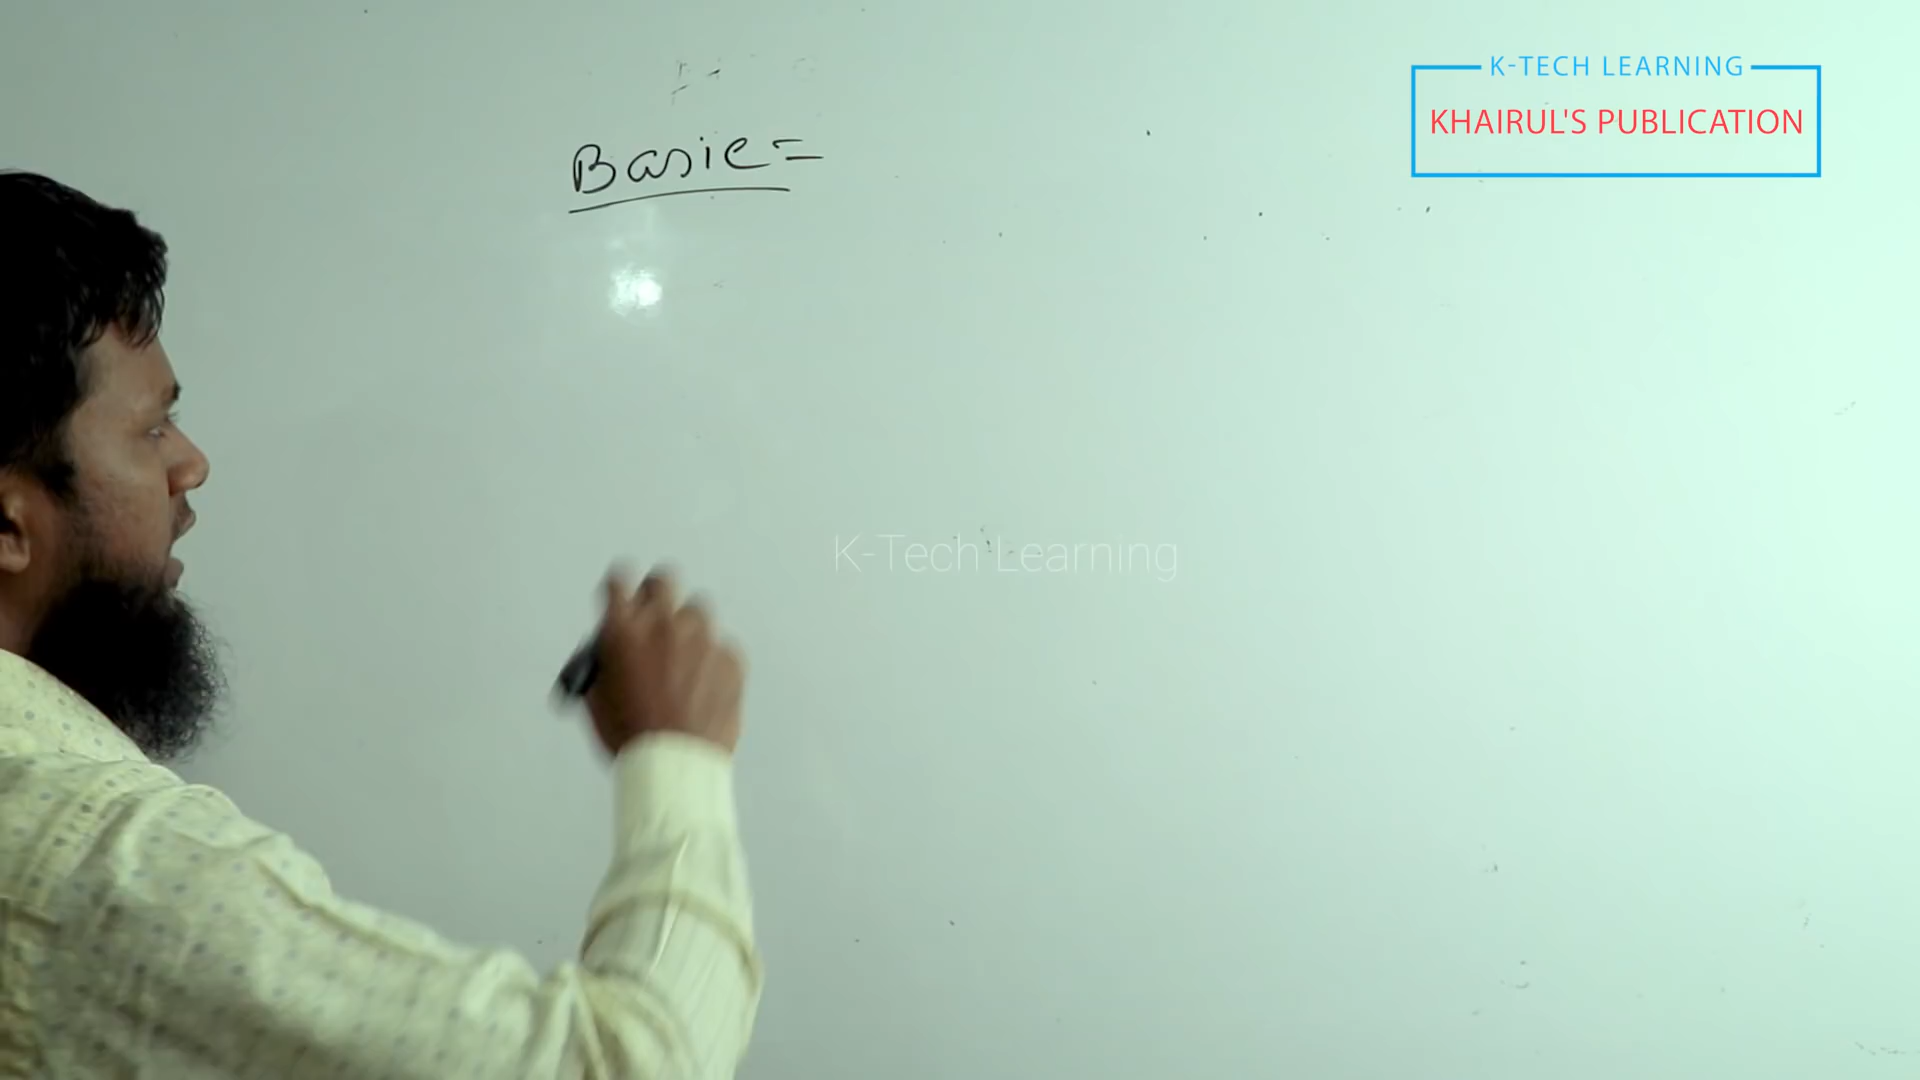 K-TECH LEARNING
KHAIRUL'S PUBLICATION
Basic =
K-Tech Learning